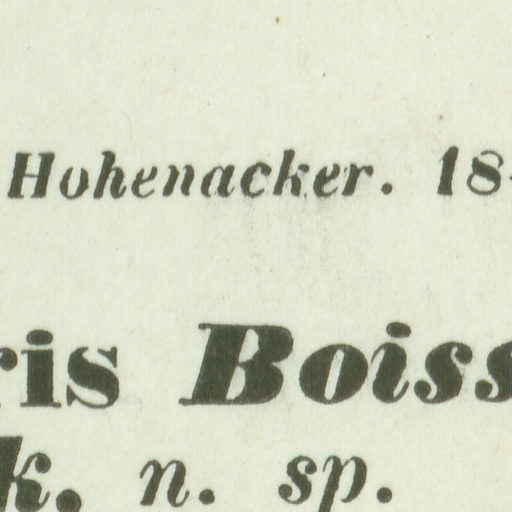 Hohenacker. 18
ris Boiss
k. n. sp.